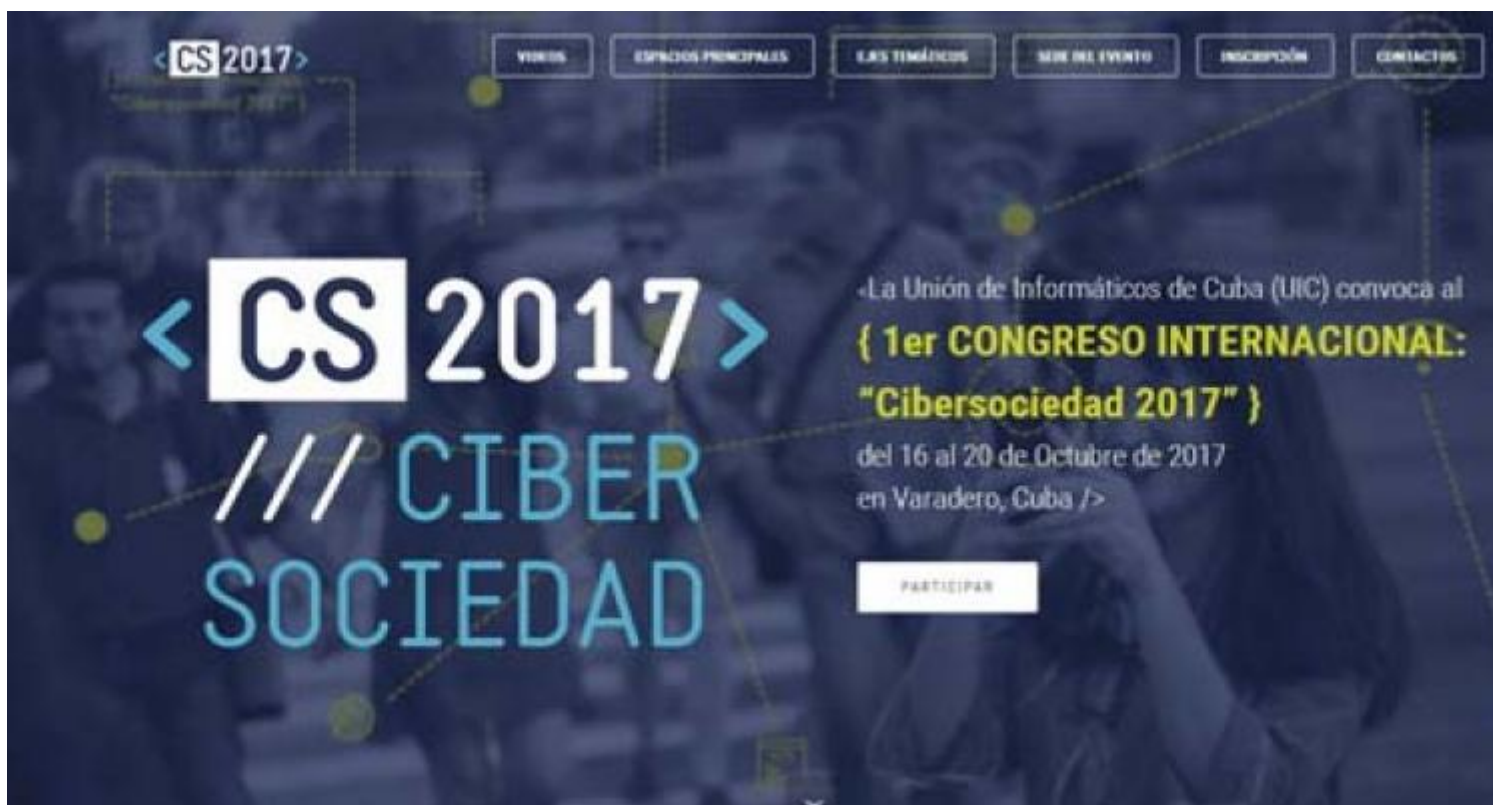 <CS 2017>
"Cibersociedad 2017" }
VIDEOS
ESPACIOS PRINCIPALES
EJES TEMÁTICOS
SEDE DEL EVENTO
INSCRIPCIÓN
CONTACTOS
<CS 2017>
/// CIBER
SOCIEDAD
<La Unión de Informáticos de Cuba (UIC) convoca al
{ 1er CONGRESO INTERNACIONAL:
“Cibersociedad 2017” }
del 16 al 20 de Octubre de 2017
en Varadero, Cuba />
PARTICIPAR